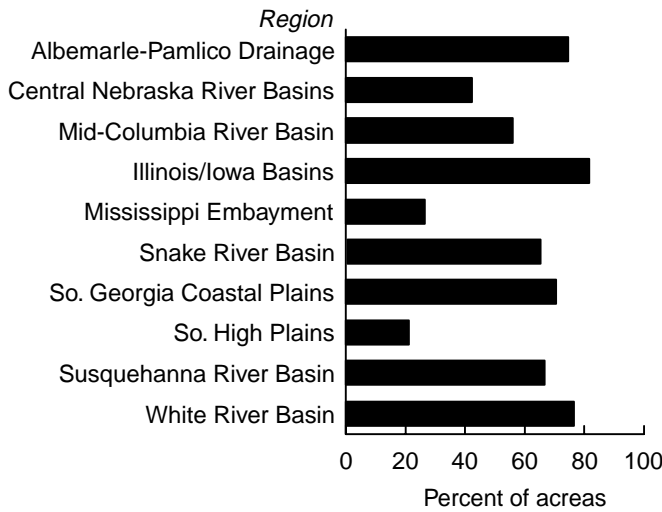 Region
Albemarle-Pamlico Drainage
Central Nebraska River Basins
Mid-Columbia River Basin
Illinois/Iowa Basins
Mississippi Embayment
Snake River Basin
So. Georgia Coastal Plains
So. High Plains
Susquehanna River Basin
White River Basin
0 20 40 60 80 100
Percent of acreas